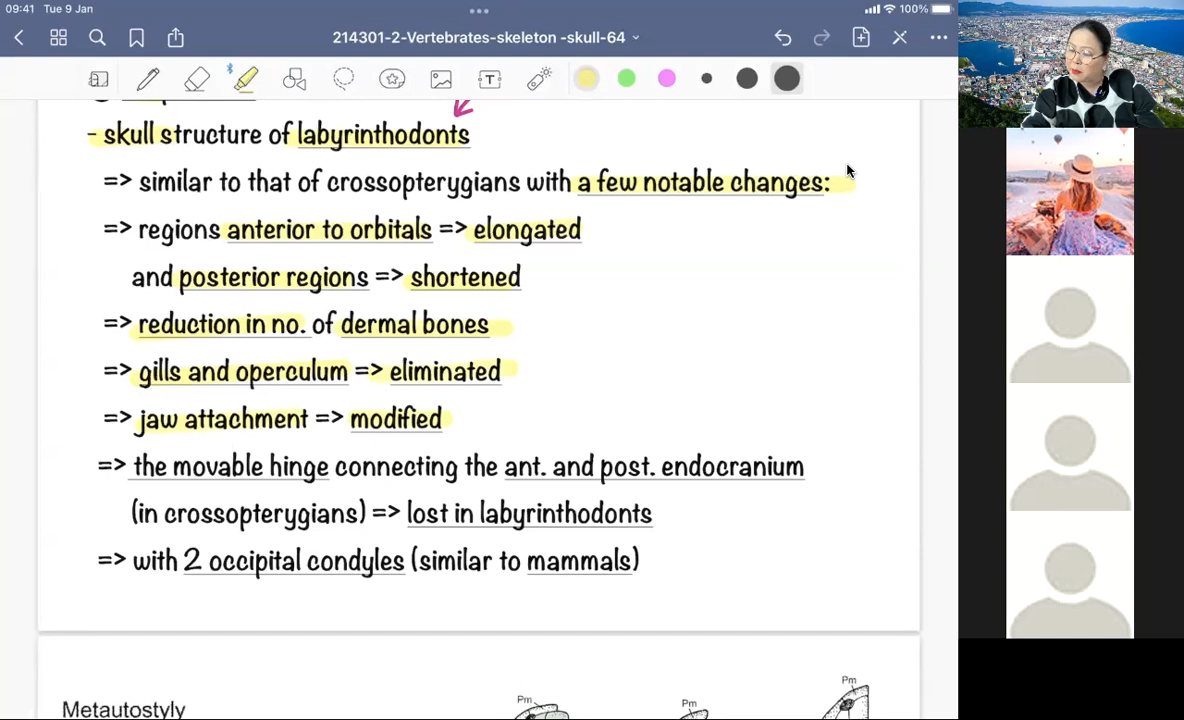 09:41 Tue 9 Jan
100%
214301-2-Vertebrates-skeleton -skull-64
- skull structure of labyrinthodonts
=> similar to that of crossopterygians with a few notable changes:
=> regions anterior to orbitals => elongated
and posterior regions => shortened
=> reduction in no. of dermal bones
=> gills and operculum => eliminated
=> jaw attachment => modified
=> the movable hinge connecting the ant. and post. endocranium
(in crossopterygians) => lost in labyrinthodonts
=> with 2 occipital condyles (similar to mammals)
Metautostyly
Pm
Pm
Pm